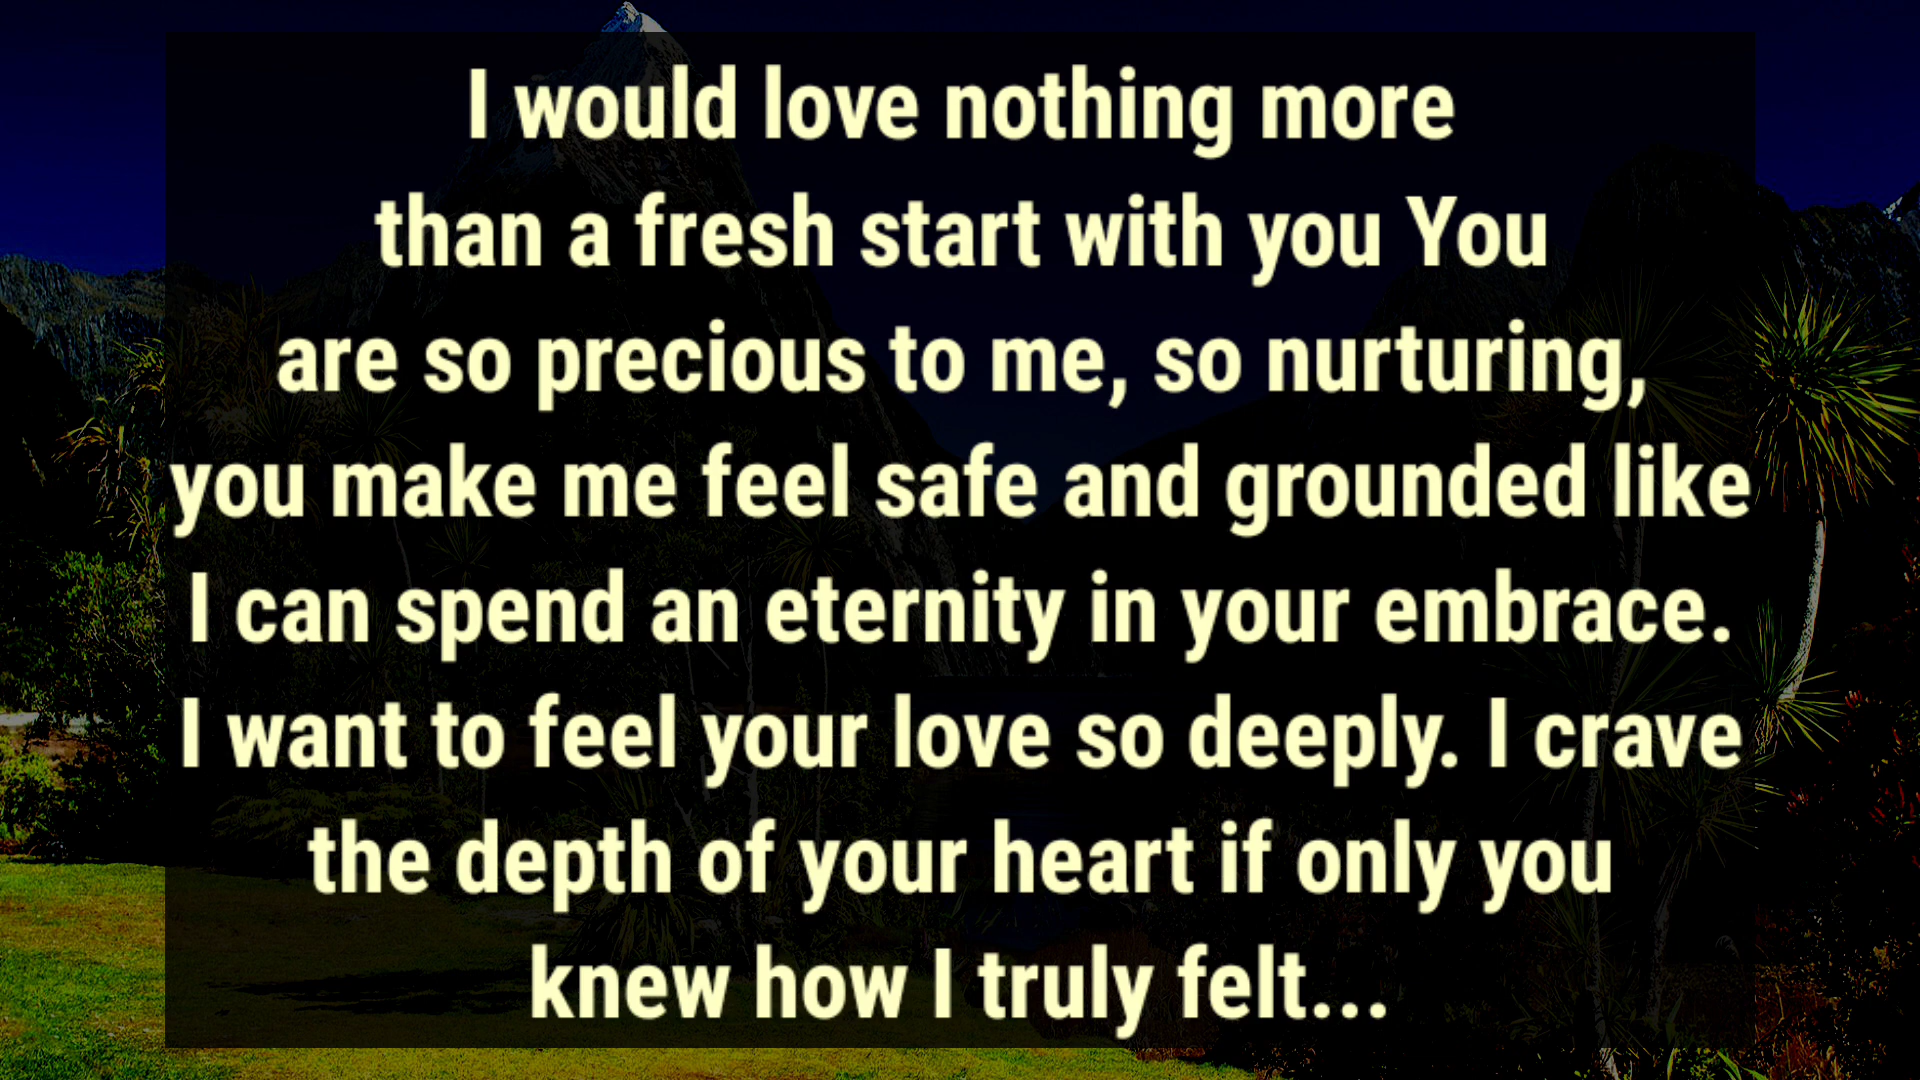 I would love nothing more
than a fresh start with you You
are so precious to me, so nurturing,
you make me feel safe and grounded like
I can spend an eternity in your embrace.
I want to feel your love so deeply. I crave
the depth of your heart if only you
knew how I truly felt...